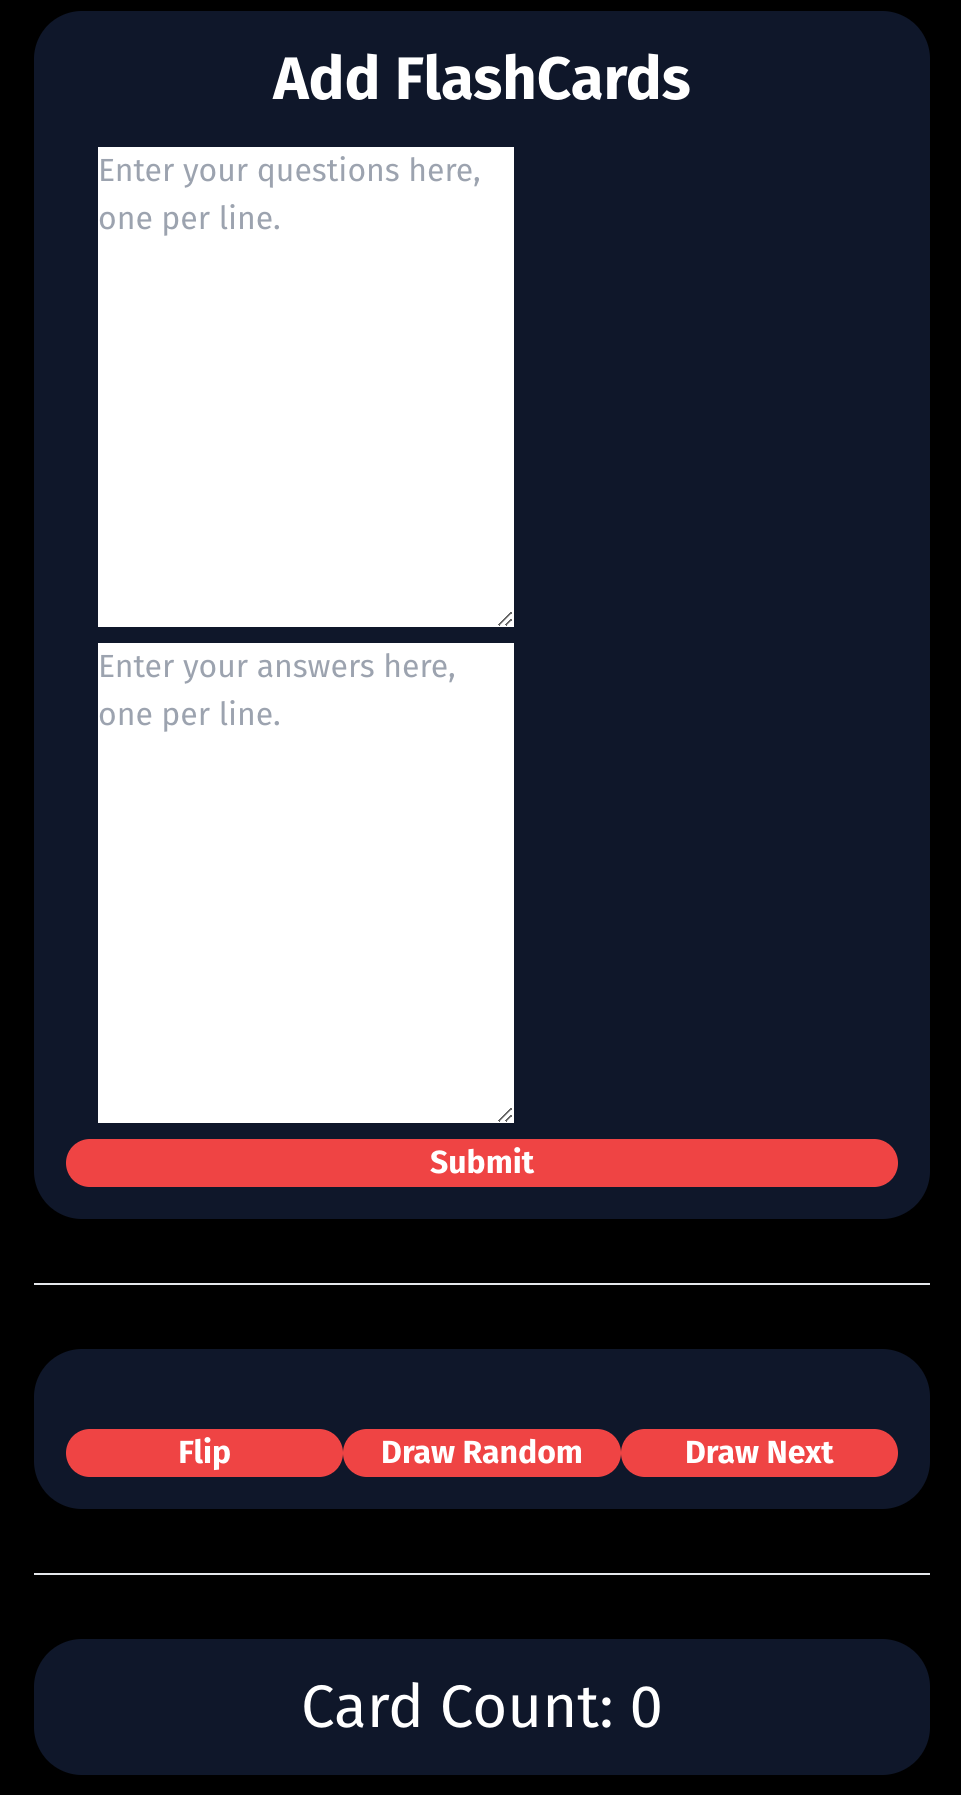 Add FlashCards
Enter your questions here,
one per line.
Enter your answers here,
one per line.
Submit
Flip
Draw Random
Draw Next
Card Count: 0